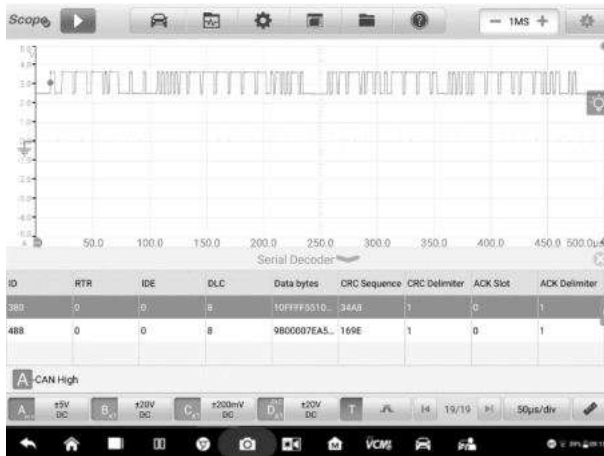 Scope
1MS
50.0 100.0 150.0 200.0 250.0 300.0 350.0 400.0 450.0 500.0µs
Serial Decoder
ID RTR IDE DLC Data bytes CRC Sequence CRC Delimiter ACK Slot ACK Delimiter
380 0 0 8 10FFFF5510... 34A8 1 0 1
488 0 0 8 9800007EA5... 169E 1 0 1
A -CAN High
A ±5V DC B ±20V DC C ±200mV DC D ±20V DC T 19/19 50µs/div
VCMI